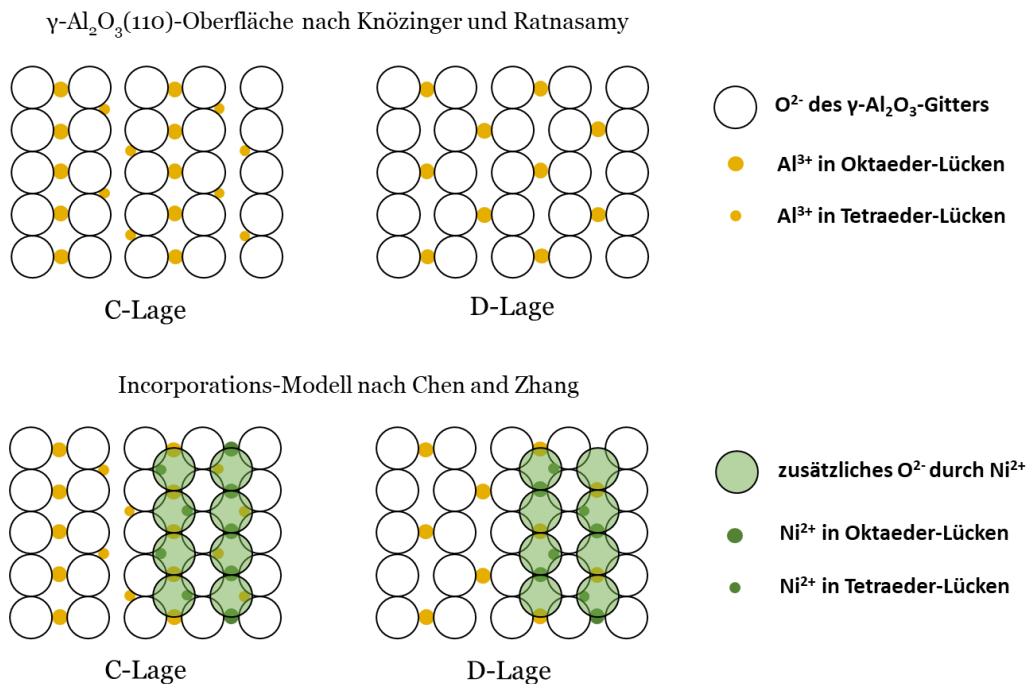 γ-Al₂O₃(110)-Oberfläche nach Knözinger und Ratnasamy
O²⁻ des γ-Al₂O₃-Gitters
Al³⁺ in Oktaeder-Lücken
Al³⁺ in Tetraeder-Lücken
C-Lage
D-Lage
Incorporations-Modell nach Chen and Zhang
zusätzliches O²⁻ durch Ni²⁺
Ni²⁺ in Oktaeder-Lücken
Ni²⁺ in Tetraeder-Lücken
C-Lage
D-Lage